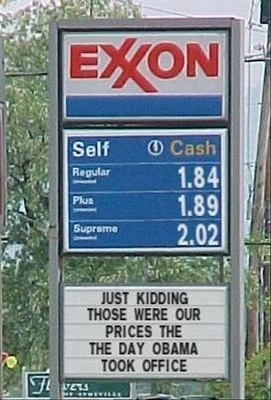 EXXON
Self Cash
Regular 1.84
Plus 1.89
Supreme 2.02
JUST KIDDING
THOSE WERE OUR
PRICES THE
THE DAY OBAMA
TOOK OFFICE
Flowers